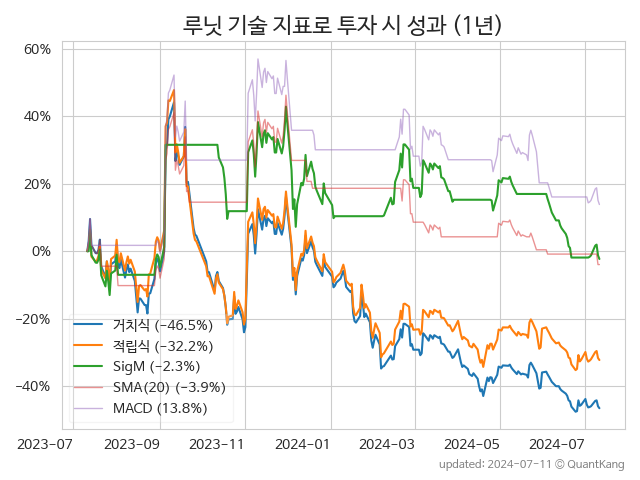 루닛 기술 지표로 투자 시 성과 (1년)
60%
40%
20%
0%
−20%
−40%
거치식 (−46.5%)
적립식 (−32.2%)
SigM (−2.3%)
SMA(20) (−3.9%)
MACD (13.8%)
2023-07
2023-09
2023-11
2024-01
2024-03
2024-05
2024-07
updated: 2024-07-11 © QuantKang